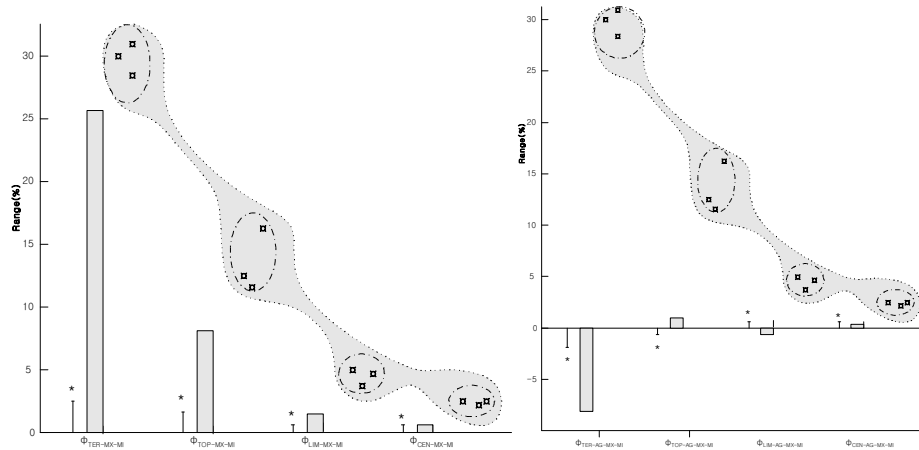 30
25
20
15
10
5
0
Range(%)
*
*
*
*
ΦTER-MX-MI
ΦTOP-MX-MI
ΦLIM-MX-MI
ΦCEN-MX-MI
30
25
20
15
10
5
0
−5
Range(%)
*
*
*
*
ΦTER-AG-MX-MI
ΦTOP-AG-MX-MI
ΦLIM-AG-MX-MI
ΦCEN-AG-MX-MI